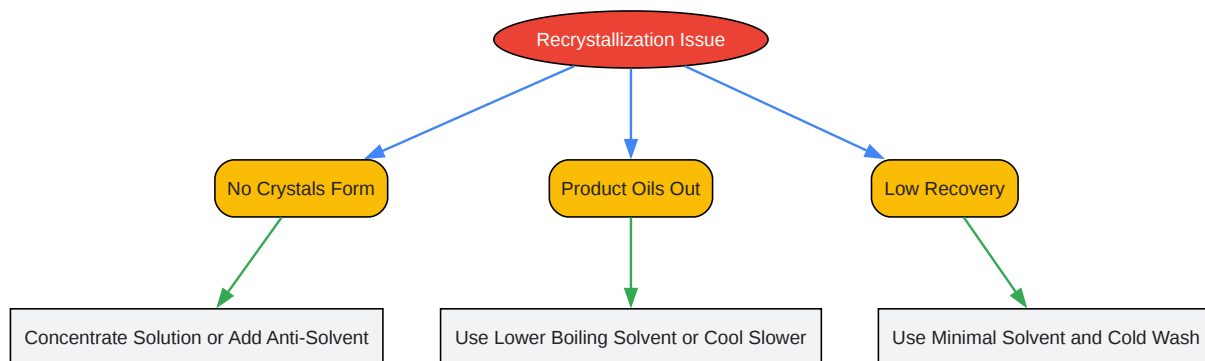 Recrystallization Issue
No Crystals Form
Product Oils Out
Low Recovery
Concentrate Solution or Add Anti-Solvent
Use Lower Boiling Solvent or Cool Slower
Use Minimal Solvent and Cold Wash